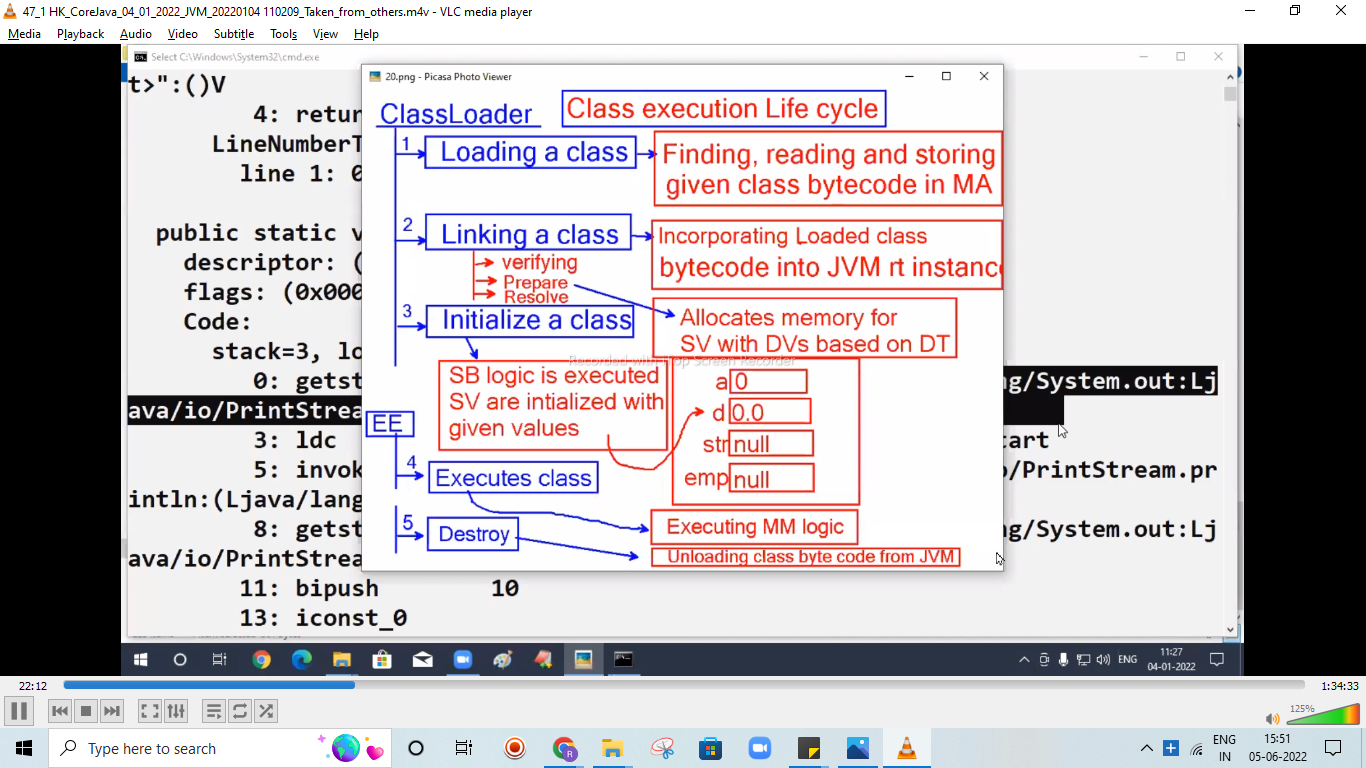 47_1 HK_CoreJava_04_01_2022_JVM_20220104 110209_Taken_from_others.m4v - VLC media player
Media Playback Audio Video Subtitle Tools View Help
Select C:\Windows\System32\cmd.exe
t>":()V
4: retur
LineNumberT
line 1: 0
public static v
descriptor: (
flags: (0x000
Code:
stack=3, lo
0: getst
ng/System.out:Lj
ava/io/PrintStrea
3: ldc
tart
5: invok
o/PrintStream.pr
intln:(Ljava/lang
8: getst
ng/System.out:Lj
ava/io/PrintStrea
11: bipush 10
13: iconst_0
20.png - Picasa Photo Viewer
ClassLoader
Class execution Life cycle
1
Loading a class
Finding, reading and storing
given class bytecode in MA
2
Linking a class
Incorporating Loaded class
bytecode into JVM rt instance
verifying
Prepare
Resolve
3
Initialize a class
Allocates memory for
SV with DVs based on DT
SB logic is executed
SV are intialized with
given values
a 0
d 0.0
str null
emp null
EE
4
Executes class
Executing MM logic
5
Destroy
Unloading class byte code from JVM
ENG
11:27
04-01-2022
22:12
1:34:33
125%
Type here to search
ENG
IN
15:51
05-06-2022